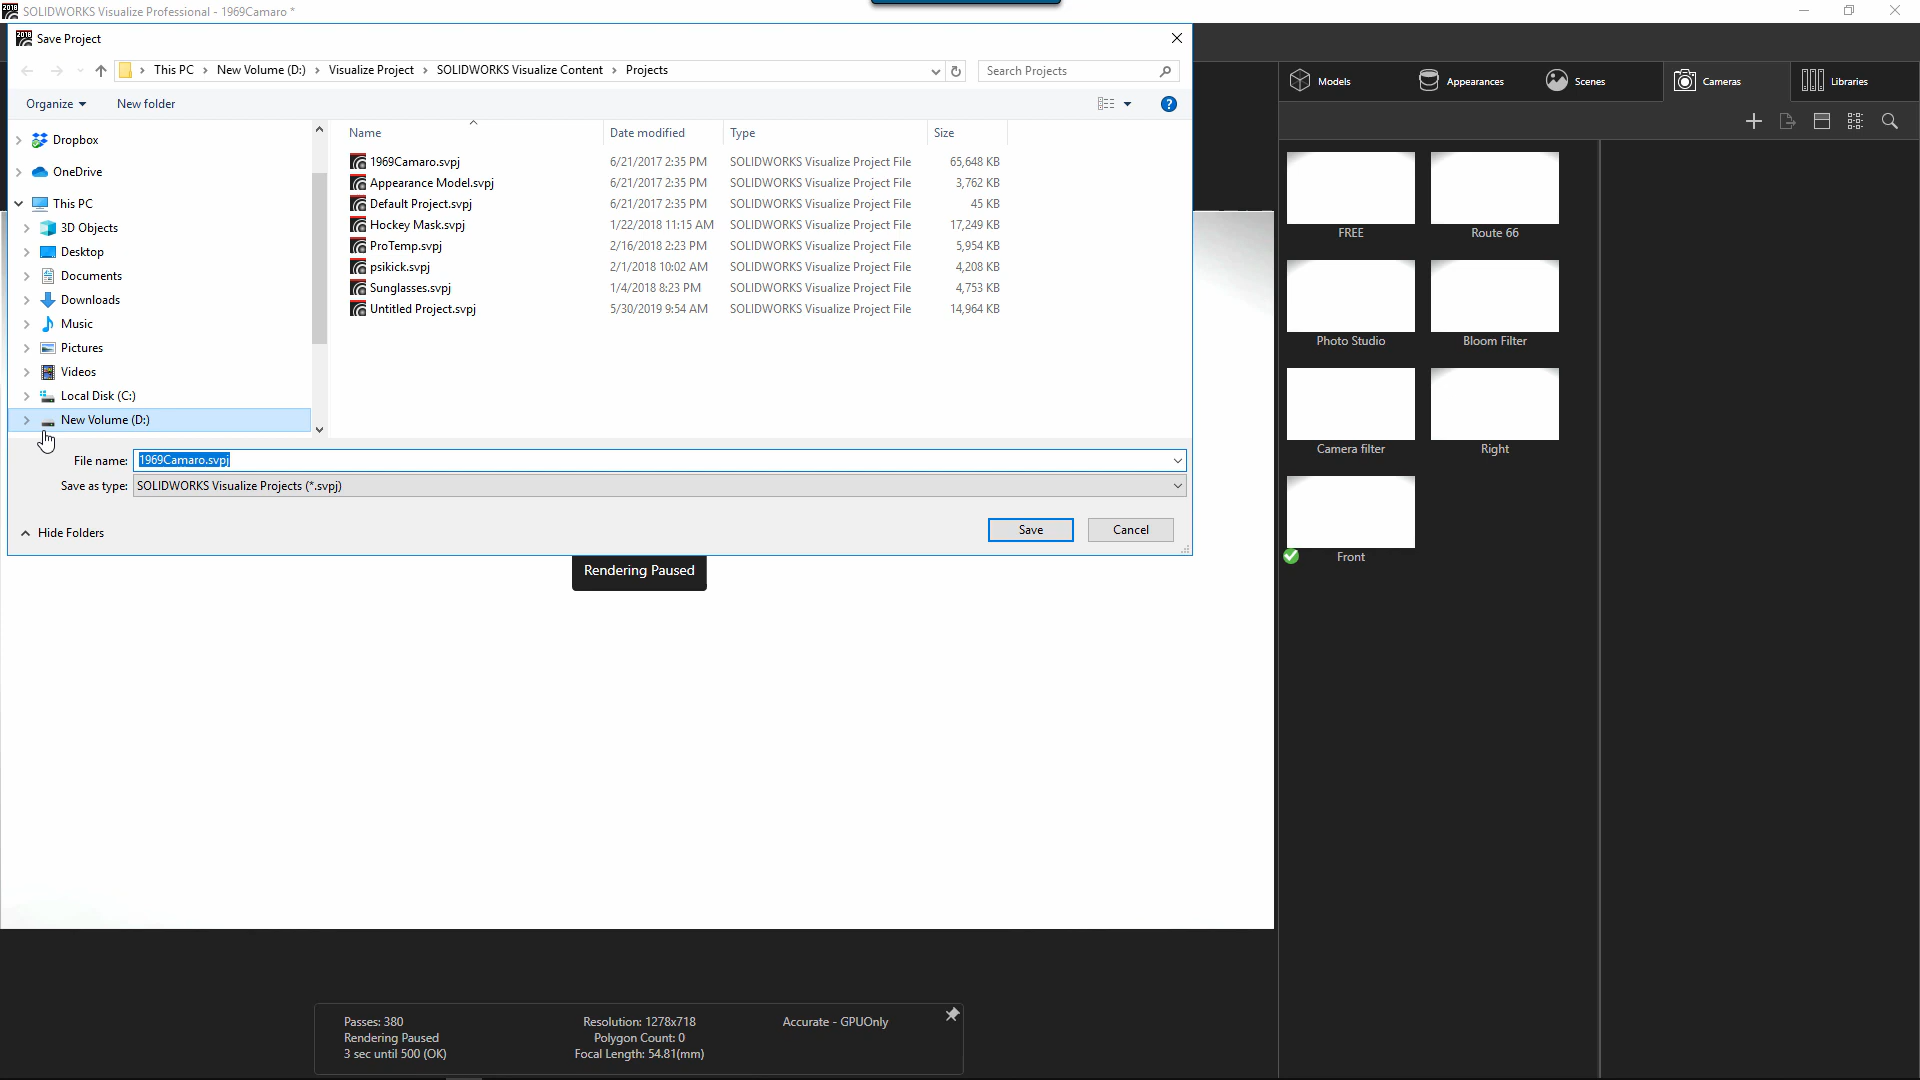 2018 SOLIDWORKS Visualize Professional - 1969Camaro *
2018 Save Project
This PC > New Volume (D:) > Visualize Project > SOLIDWORKS Visualize Content > Projects
Search Projects
Organize
New folder
?
Dropbox
OneDrive
This PC
3D Objects
Desktop
Documents
Downloads
Music
Pictures
Videos
Local Disk (C:)
New Volume (D:)
Name Date modified Type Size
1969Camaro.svpj 6/21/2017 2:35 PM SOLIDWORKS Visualize Project File 65,648 KB
Appearance Model.svpj 6/21/2017 2:35 PM SOLIDWORKS Visualize Project File 3,762 KB
Default Project.svpj 6/21/2017 2:35 PM SOLIDWORKS Visualize Project File 45 KB
Hockey Mask.svpj 1/22/2018 11:15 AM SOLIDWORKS Visualize Project File 17,249 KB
ProTemp.svpj 2/16/2018 2:23 PM SOLIDWORKS Visualize Project File 5,954 KB
psikick.svpj 2/1/2018 10:02 AM SOLIDWORKS Visualize Project File 4,208 KB
Sunglasses.svpj 1/4/2018 8:23 PM SOLIDWORKS Visualize Project File 4,753 KB
Untitled Project.svpj 5/30/2019 9:54 AM SOLIDWORKS Visualize Project File 14,964 KB
File name: 1969Camaro.svpj
Save as type: SOLIDWORKS Visualize Projects (*.svpj)
Hide Folders
Save
Cancel
Rendering Paused
Models
Appearances
Scenes
Cameras
Libraries
FREE
Route 66
Photo Studio
Bloom Filter
Camera filter
Right
Front
Passes: 380
Rendering Paused
3 sec until 500 (OK)
Resolution: 1278x718
Polygon Count: 0
Focal Length: 54.81(mm)
Accurate - GPUOnly